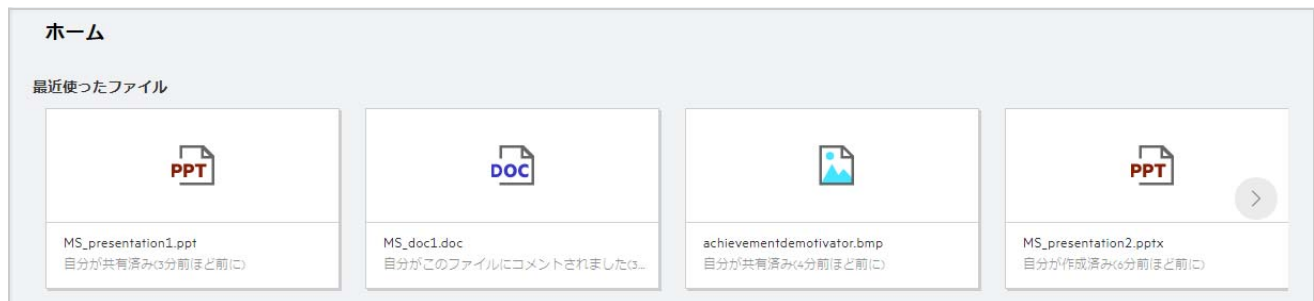 ホーム
最近使ったファイル
PPT
DOC
PPT
MS_presentation1.ppt
自分が共有済み(3分前ほど前に)
MS_doc1.doc
自分がこのファイルにコメントされました(3...
achievementdemotivator.bmp
自分が共有済み(4分前ほど前に)
MS_presentation2.pptx
自分が作成済み(6分前ほど前に)